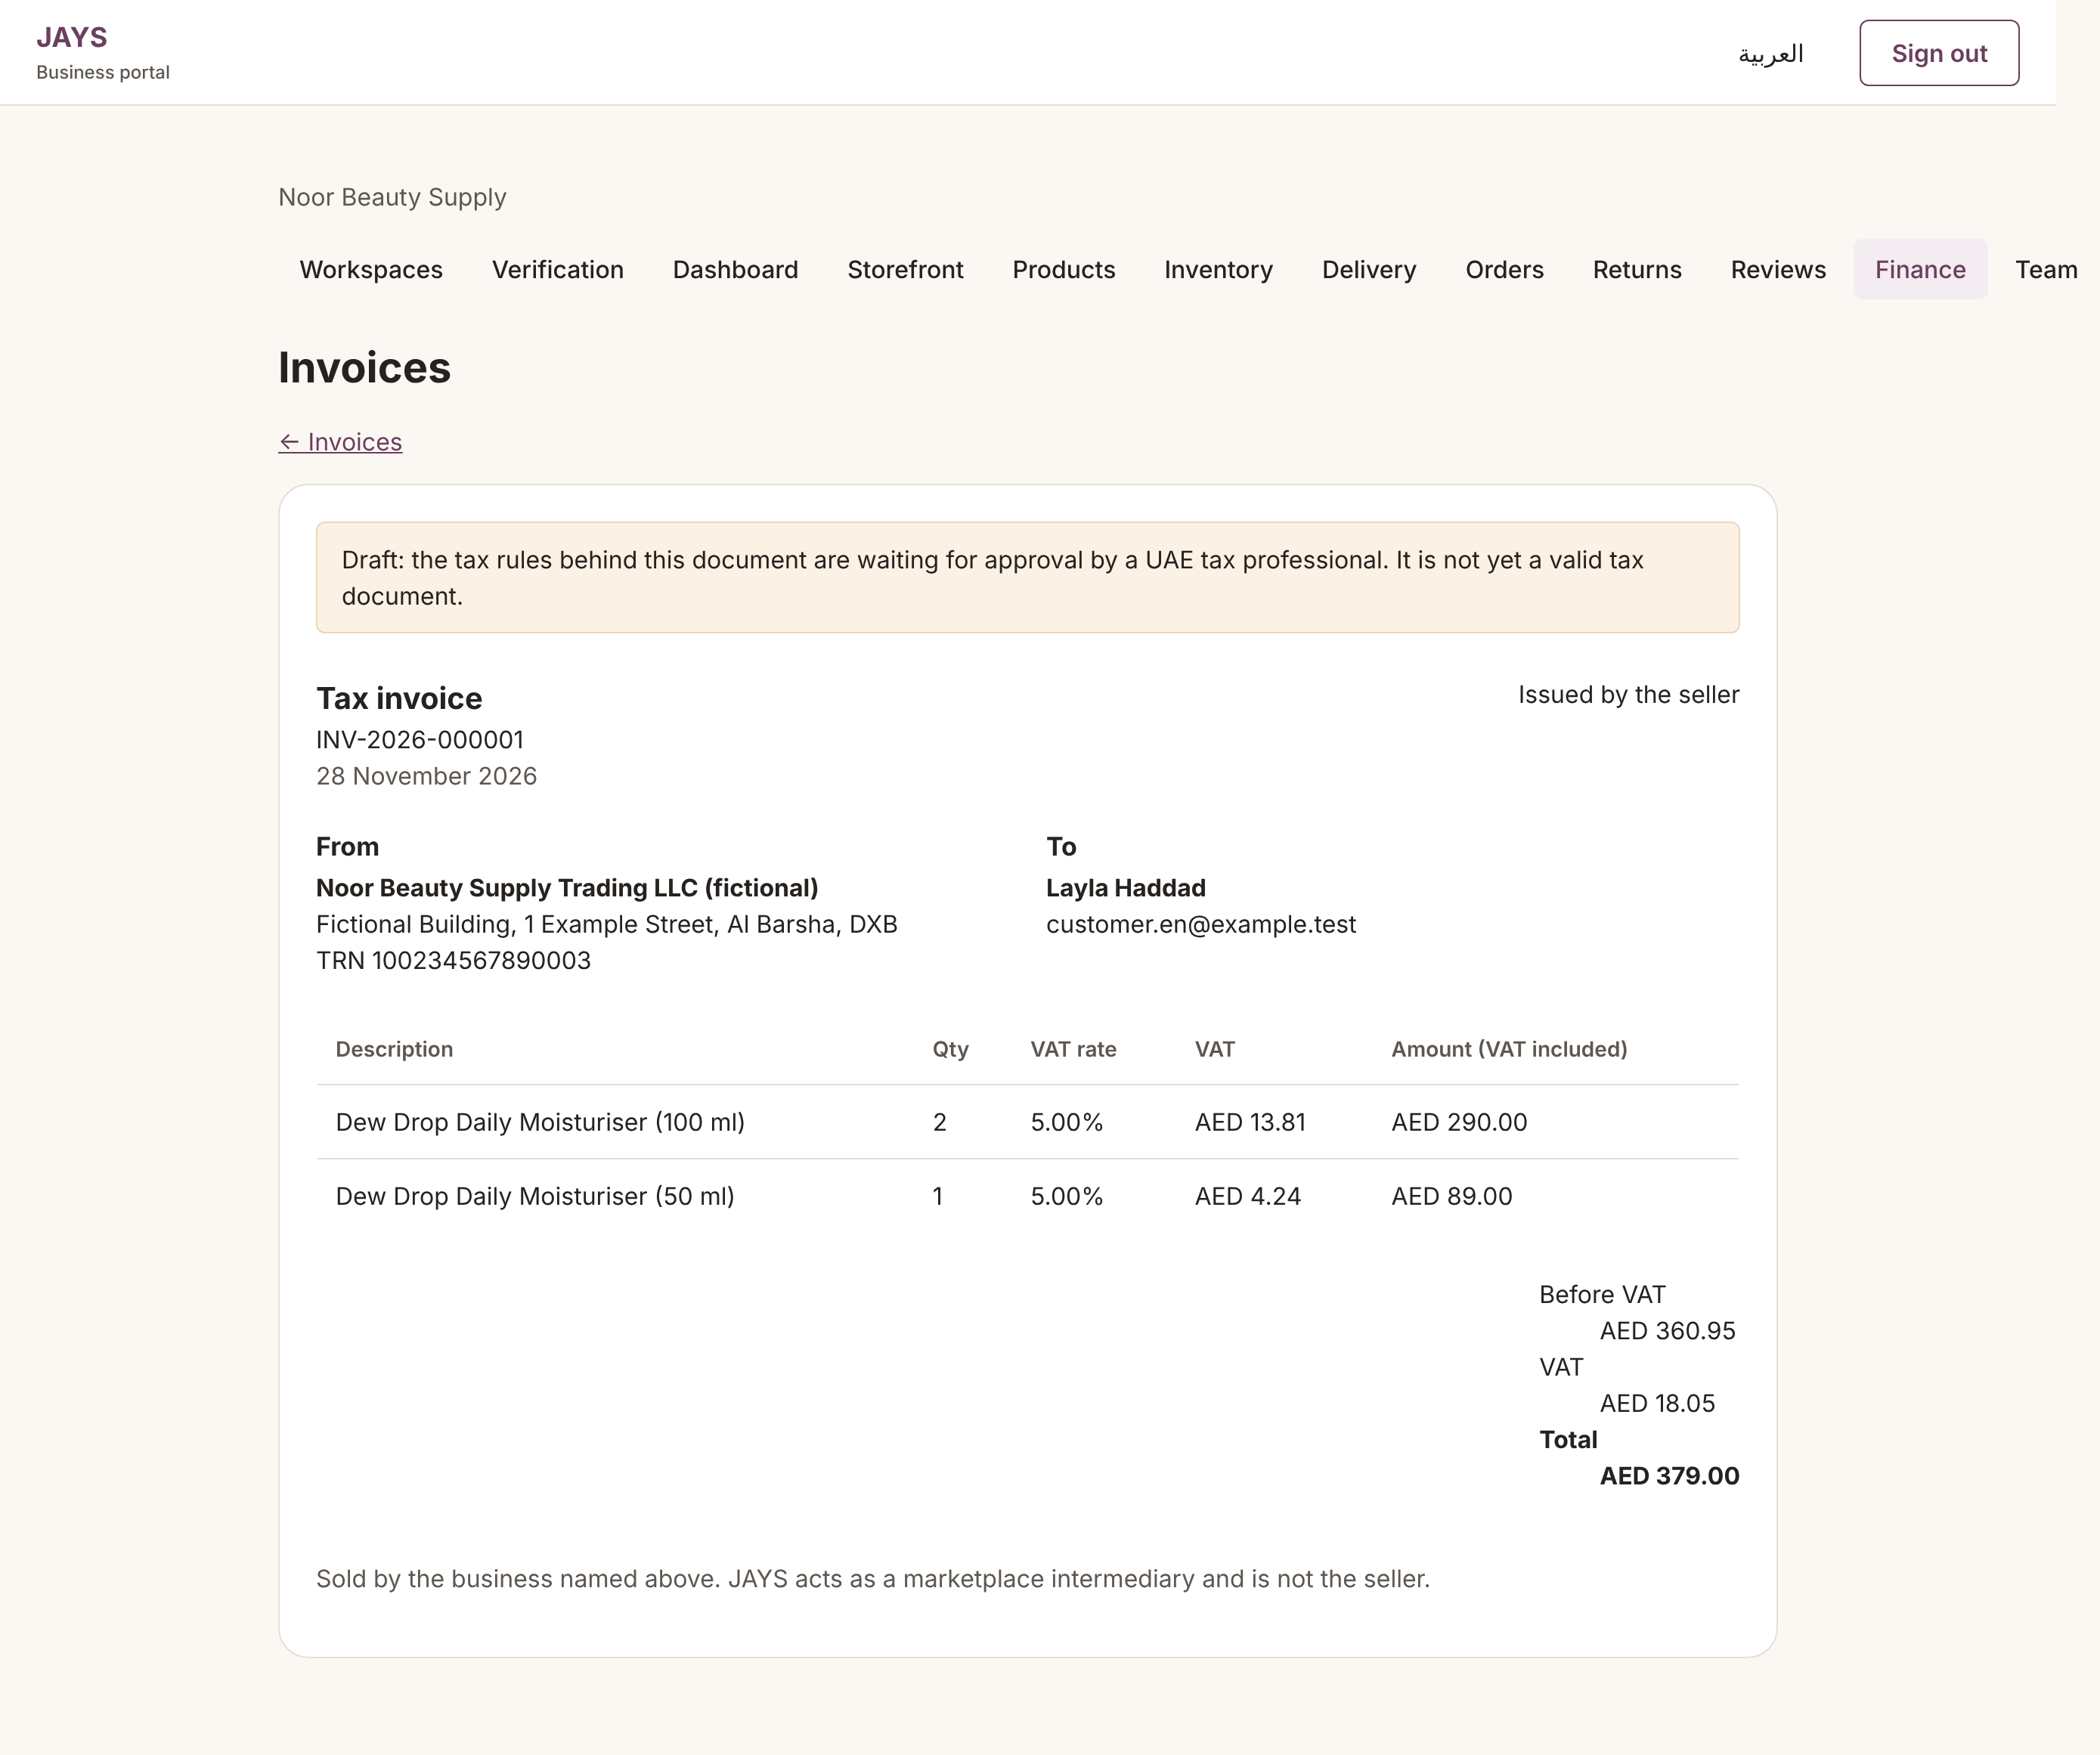 JAYS
Business portal
العربية
Sign out
Noor Beauty Supply
Workspaces Verification Dashboard Storefront Products Inventory Delivery Orders Returns Reviews Finance Team
Invoices
← Invoices
Draft: the tax rules behind this document are waiting for approval by a UAE tax professional. It is not yet a valid tax
document.
Tax invoice
Issued by the seller
INV-2026-000001
28 November 2026
From
Noor Beauty Supply Trading LLC (fictional)
Fictional Building, 1 Example Street, Al Barsha, DXB
TRN 100234567890003
To
Layla Haddad
customer.en@example.test
Description Qty VAT rate VAT Amount (VAT included)
Dew Drop Daily Moisturiser (100 ml) 2 5.00% AED 13.81 AED 290.00
Dew Drop Daily Moisturiser (50 ml) 1 5.00% AED 4.24 AED 89.00
Before VAT
AED 360.95
VAT
AED 18.05
Total
AED 379.00
Sold by the business named above. JAYS acts as a marketplace intermediary and is not the seller.